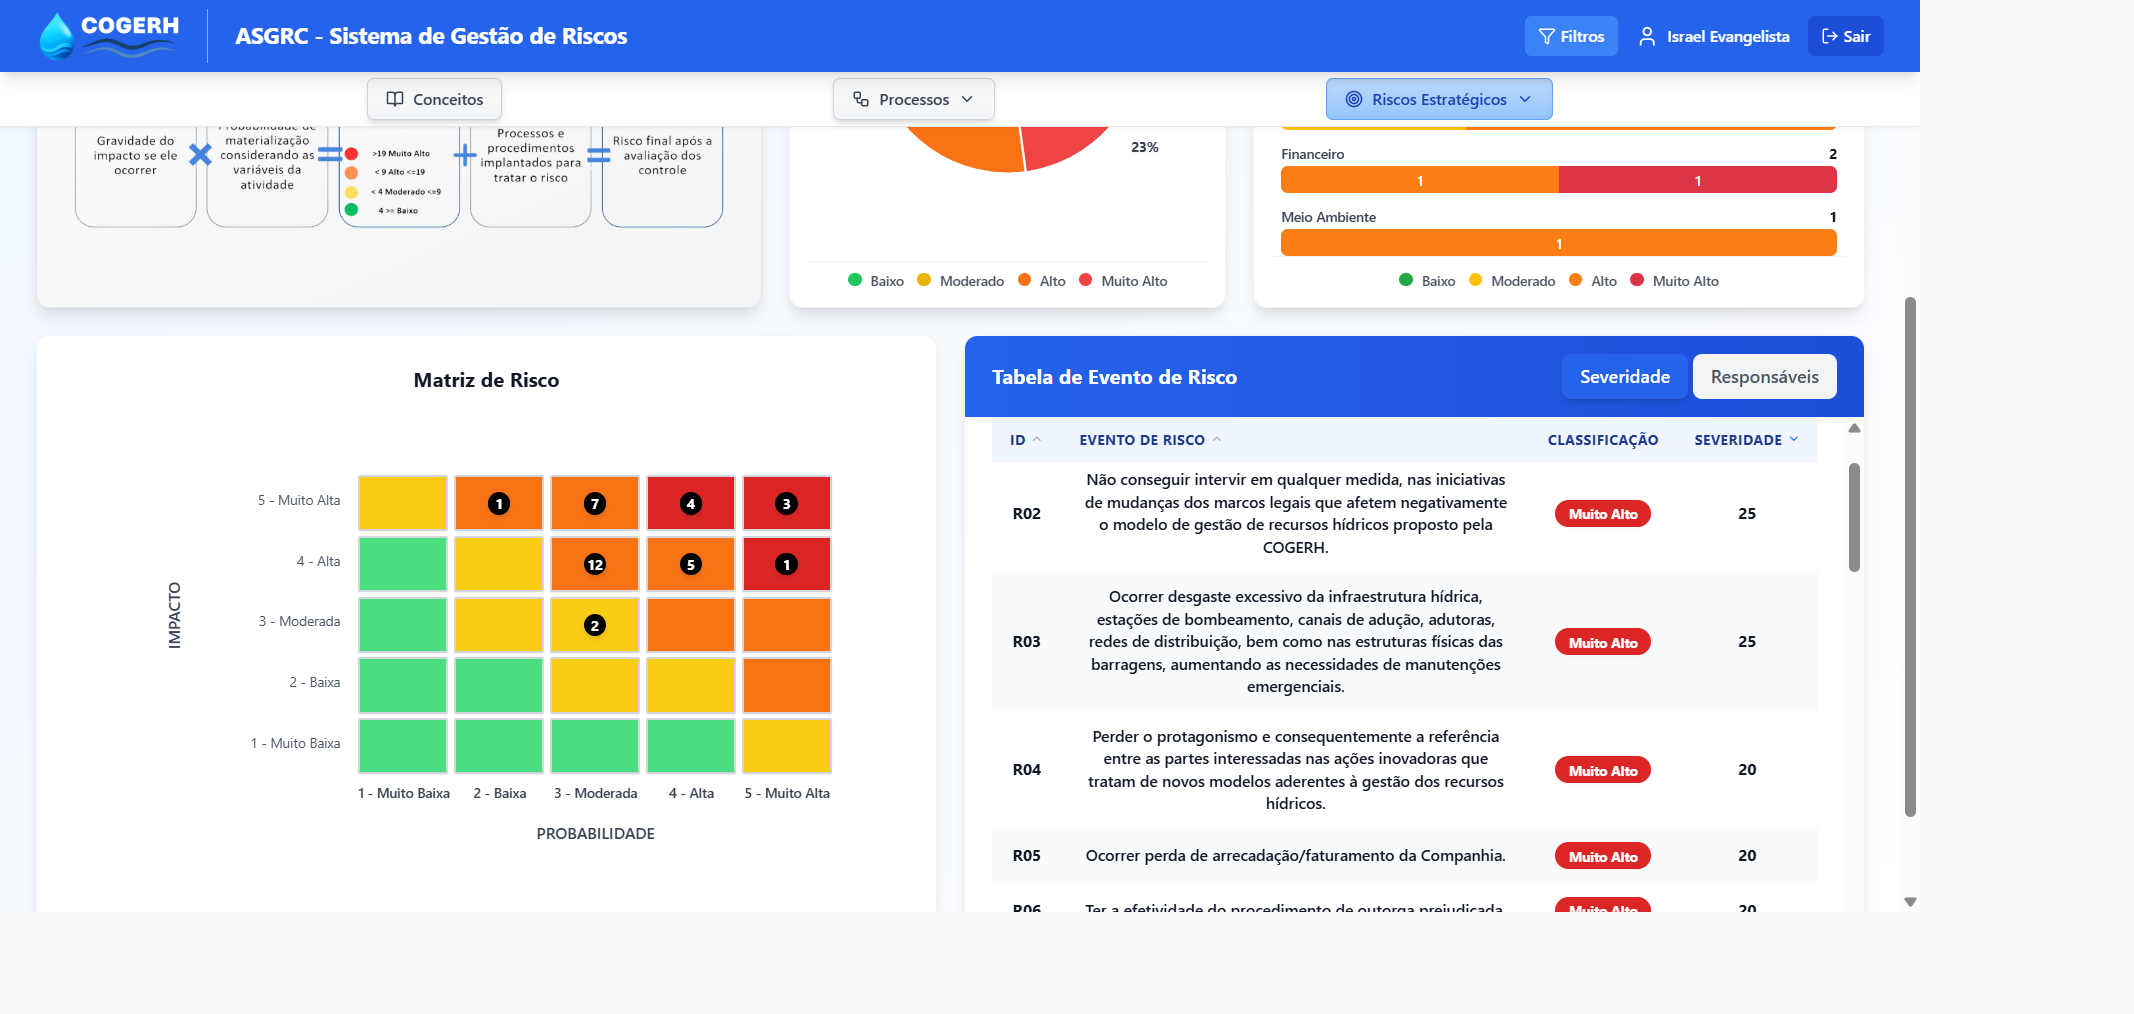 COGERH
ASGRC - Sistema de Gestão de Riscos
Filtros
Israel Evangelista
Sair
Conceitos
Processos
Riscos Estratégicos
Gravidade do
impacto se ele
ocorrer
materialização
considerando as
variáveis da
atividade
>19 Muito Alto
< 9 Alto <=19
< 4 Moderado <=9
4 >= Baixo
Processos e
procedimentos
implantados para
tratar o risco
Risco final após a
avaliação dos
controle
23%
Baixo
Moderado
Alto
Muito Alto
Financeiro
2
1
1
Meio Ambiente
1
1
Baixo
Moderado
Alto
Muito Alto
Matriz de Risco
IMPACTO
5 - Muito Alta
1
7
4
3
4 - Alta
12
5
1
3 - Moderada
2
2 - Baixa
1 - Muito Baixa
1 - Muito Baixa
2 - Baixa
3 - Moderada
4 - Alta
5 - Muito Alta
PROBABILIDADE
Tabela de Evento de Risco
Severidade
Responsáveis
ID
EVENTO DE RISCO
CLASSIFICAÇÃO
SEVERIDADE
R02
Não conseguir intervir em qualquer medida, nas iniciativas
de mudanças dos marcos legais que afetem negativamente
o modelo de gestão de recursos hídricos proposto pela
COGERH.
Muito Alto
25
R03
Ocorrer desgaste excessivo da infraestrutura hídrica,
estações de bombeamento, canais de adução, adutoras,
redes de distribuição, bem como nas estruturas físicas das
barragens, aumentando as necessidades de manutenções
emergenciais.
Muito Alto
25
R04
Perder o protagonismo e consequentemente a referência
entre as partes interessadas nas ações inovadoras que
tratam de novos modelos aderentes à gestão dos recursos
hídricos.
Muito Alto
20
R05
Ocorrer perda de arrecadação/faturamento da Companhia.
Muito Alto
20
R06
Ter a efetividade do procedimento de outorga prejudicada
Muito Alto
20